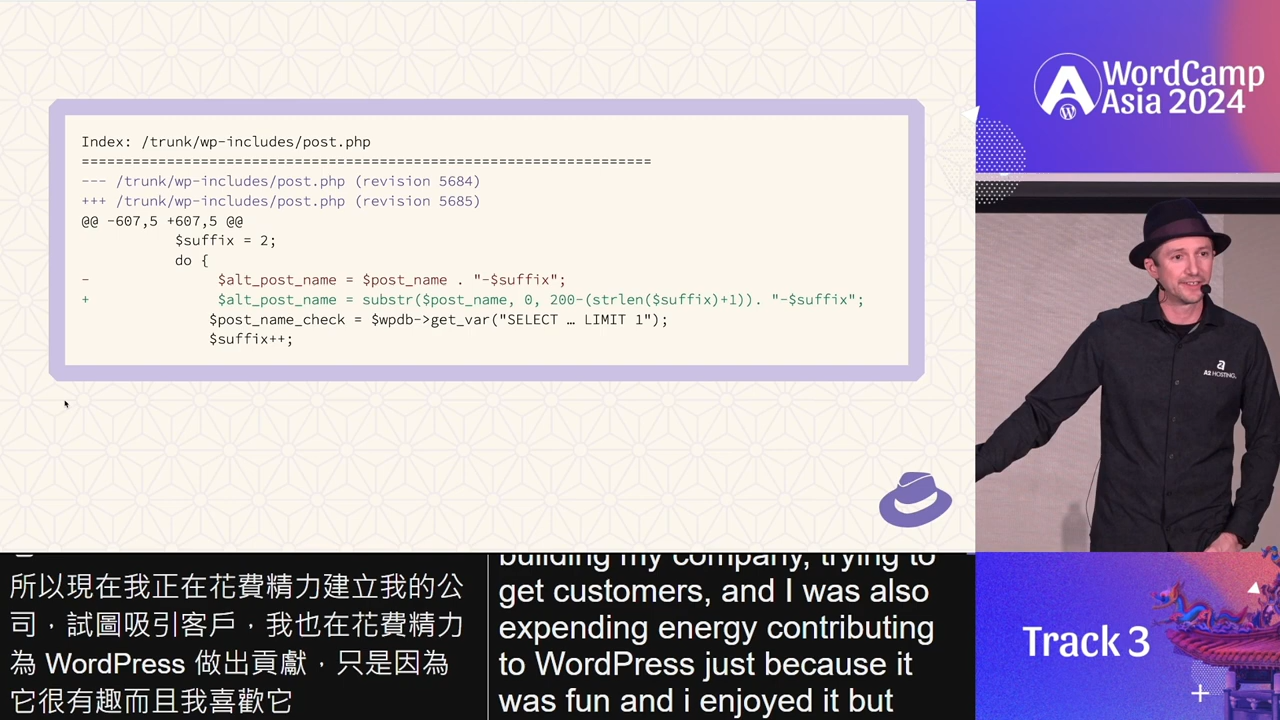 Index: /trunk/wp-includes/post.php
===================================================================
--- /trunk/wp-includes/post.php (revision 5684)
+++ /trunk/wp-includes/post.php (revision 5685)
@@ -607,5 +607,5 @@
$suffix = 2;
do {
- $alt_post_name = $post_name . "-$suffix";
+ $alt_post_name = substr($post_name, 0, 200-(strlen($suffix)+1)). "-$suffix";
$post_name_check = $wpdb->get_var("SELECT … LIMIT 1");
$suffix++;
WordCamp
Asia 2024
a
A2 HOSTING
所以現在我正在花費精力建立我的公
司，試圖吸引客戶，我也在花費精力
為 WordPress 做出貢獻，只是因為
它很有趣而且我喜歡它
building my company, trying to
get customers, and I was also
expending energy contributing
to WordPress just because it
was fun and i enjoyed it but
Track 3